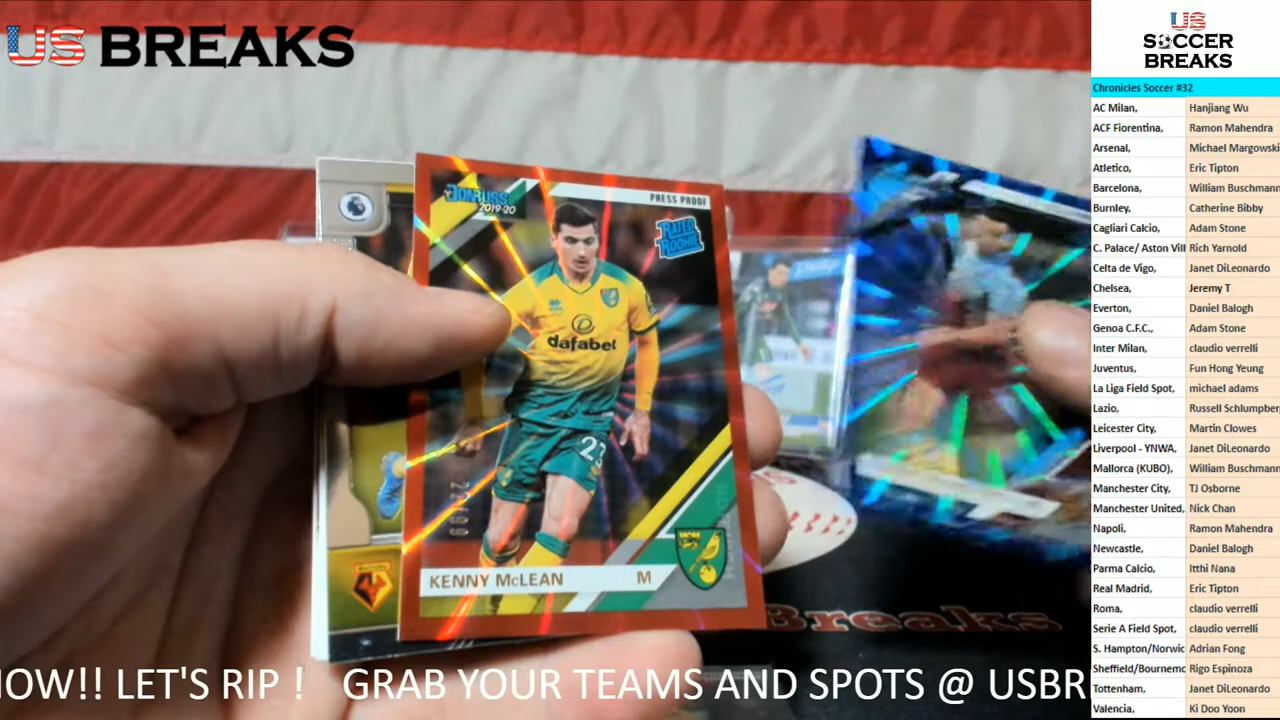 US BREAKS
US
SOCCER
BREAKS
Chronicles Soccer #32
AC Milan, Hanjiang Wu
ACF Fiorentina, Ramon Mahendra
Arsenal, Michael Margowski
Atletico, Eric Tipton
Barcelona, William Buschmann
Burnley, Catherine Bibby
Cagliari Calcio, Adam Stone
C. Palace/ Aston Vill Rich Yarnold
Celta de Vigo, Janet DiLeonardo
Chelsea, Jeremy T
Everton, Daniel Balogh
Genoa C.F.C., Adam Stone
Inter Milan, claudio verrelli
Juventus, Fun Hong Yeung
La Liga Field Spot, michael adams
Lazio, Russell Schlumper
Leicester City, Martin Clowes
Liverpool - YNWA, Janet DiLeonardo
Mallorca (KUBO), William Buschmann
Manchester City, TJ Osborne
Manchester United, Nick Chan
Napoli, Ramon Mahendra
Newcastle, Daniel Balogh
Parma Calcio, Itthi Nana
Real Madrid, Eric Tipton
Roma, claudio verrelli
Serie A Field Spot, claudio verrelli
S. Hampton/Norwic Adrian Fong
Sheffield/Bournemc Rigo Espinoza
Tottenham, Janet DiLeonardo
Valencia, Ki Doo Yoon
DONRUSS
2019-20
PRESS PROOF
RATED
ROOKIE
dafabet
23
KENNY McLEAN M
Breaks
IOW!! LET'S RIP ! GRAB YOUR TEAMS AND SPOTS @ USBR